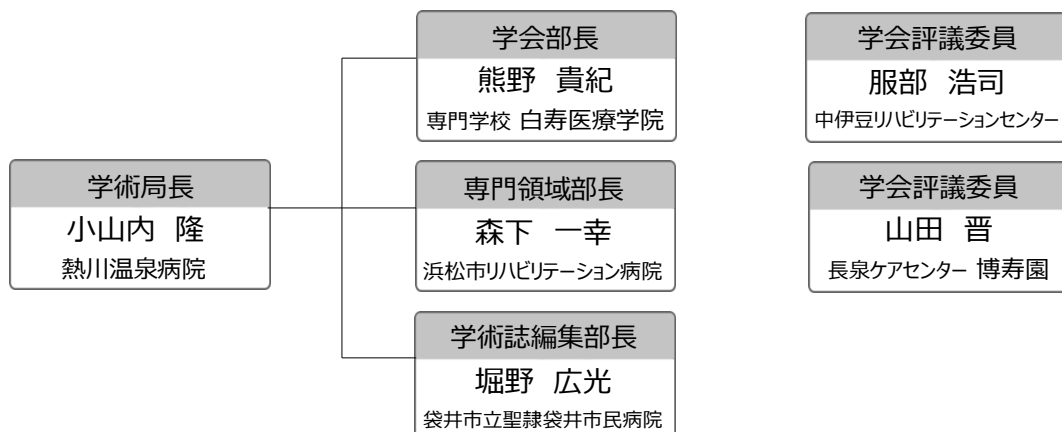 学会部長
熊野 貴紀
専門学校 白寿医療学院
学会評議委員
服部 浩司
中伊豆リハビリテーションセンター
学術局長
小山内 隆
熱川温泉病院
専門領域部長
森下 一幸
浜松市リハビリテーション病院
学会評議委員
山田 晋
長泉ケアセンター 博寿園
学術誌編集部長
堀野 広光
袋井市立聖隷袋井市民病院